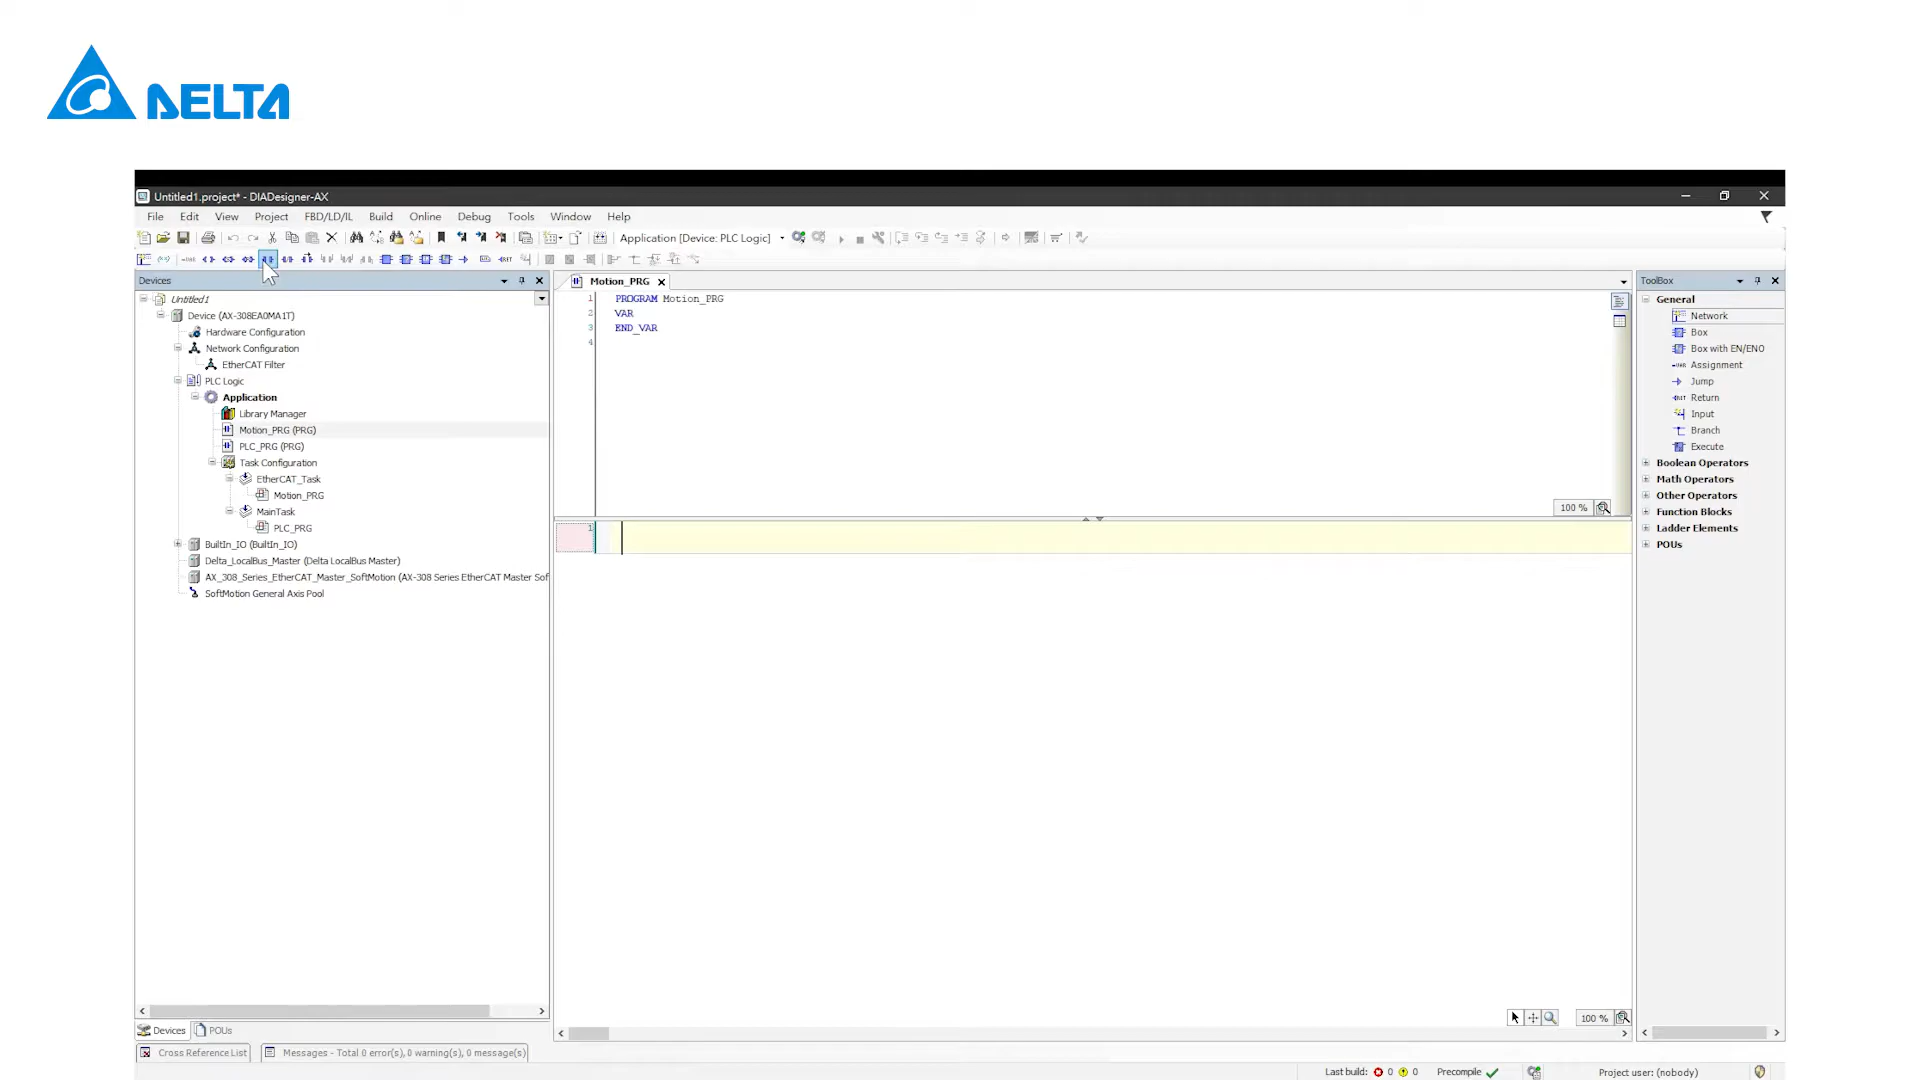 DELTA
Untitled1.project* - DIADesigner-AX
File Edit View Project FBD/LD/IL Build Online Debug Tools Window Help
Application [Device: PLC Logic]
Devices
Untitled1
Device (AX-308EA0MA1T)
Hardware Configuration
Network Configuration
EtherCAT Filter
PLC Logic
Application
Library Manager
Motion_PRG (PRG)
PLC_PRG (PRG)
Task Configuration
EtherCAT_Task
Motion_PRG
MainTask
PLC_PRG
BuiltIn_IO (BuiltIn_IO)
Delta_LocalBus_Master (Delta LocalBus Master)
AX_308_Series_EtherCAT_Master_SoftMotion (AX-308 Series EtherCAT Master Sof
SoftMotion General Axis Pool
Devices POUs
Motion_PRG
1 PROGRAM Motion_PRG
2 VAR
3 END_VAR
4
100 %
1
100 %
ToolBox
General
Network
Box
Box with EN/ENO
Assignment
Jump
Return
Input
Branch
Execute
Boolean Operators
Math Operators
Other Operators
Function Blocks
Ladder Elements
POUs
Cross Reference List Messages - Total 0 error(s), 0 warning(s), 0 message(s)
Last build: 0 0 Precompile Project user: (nobody)